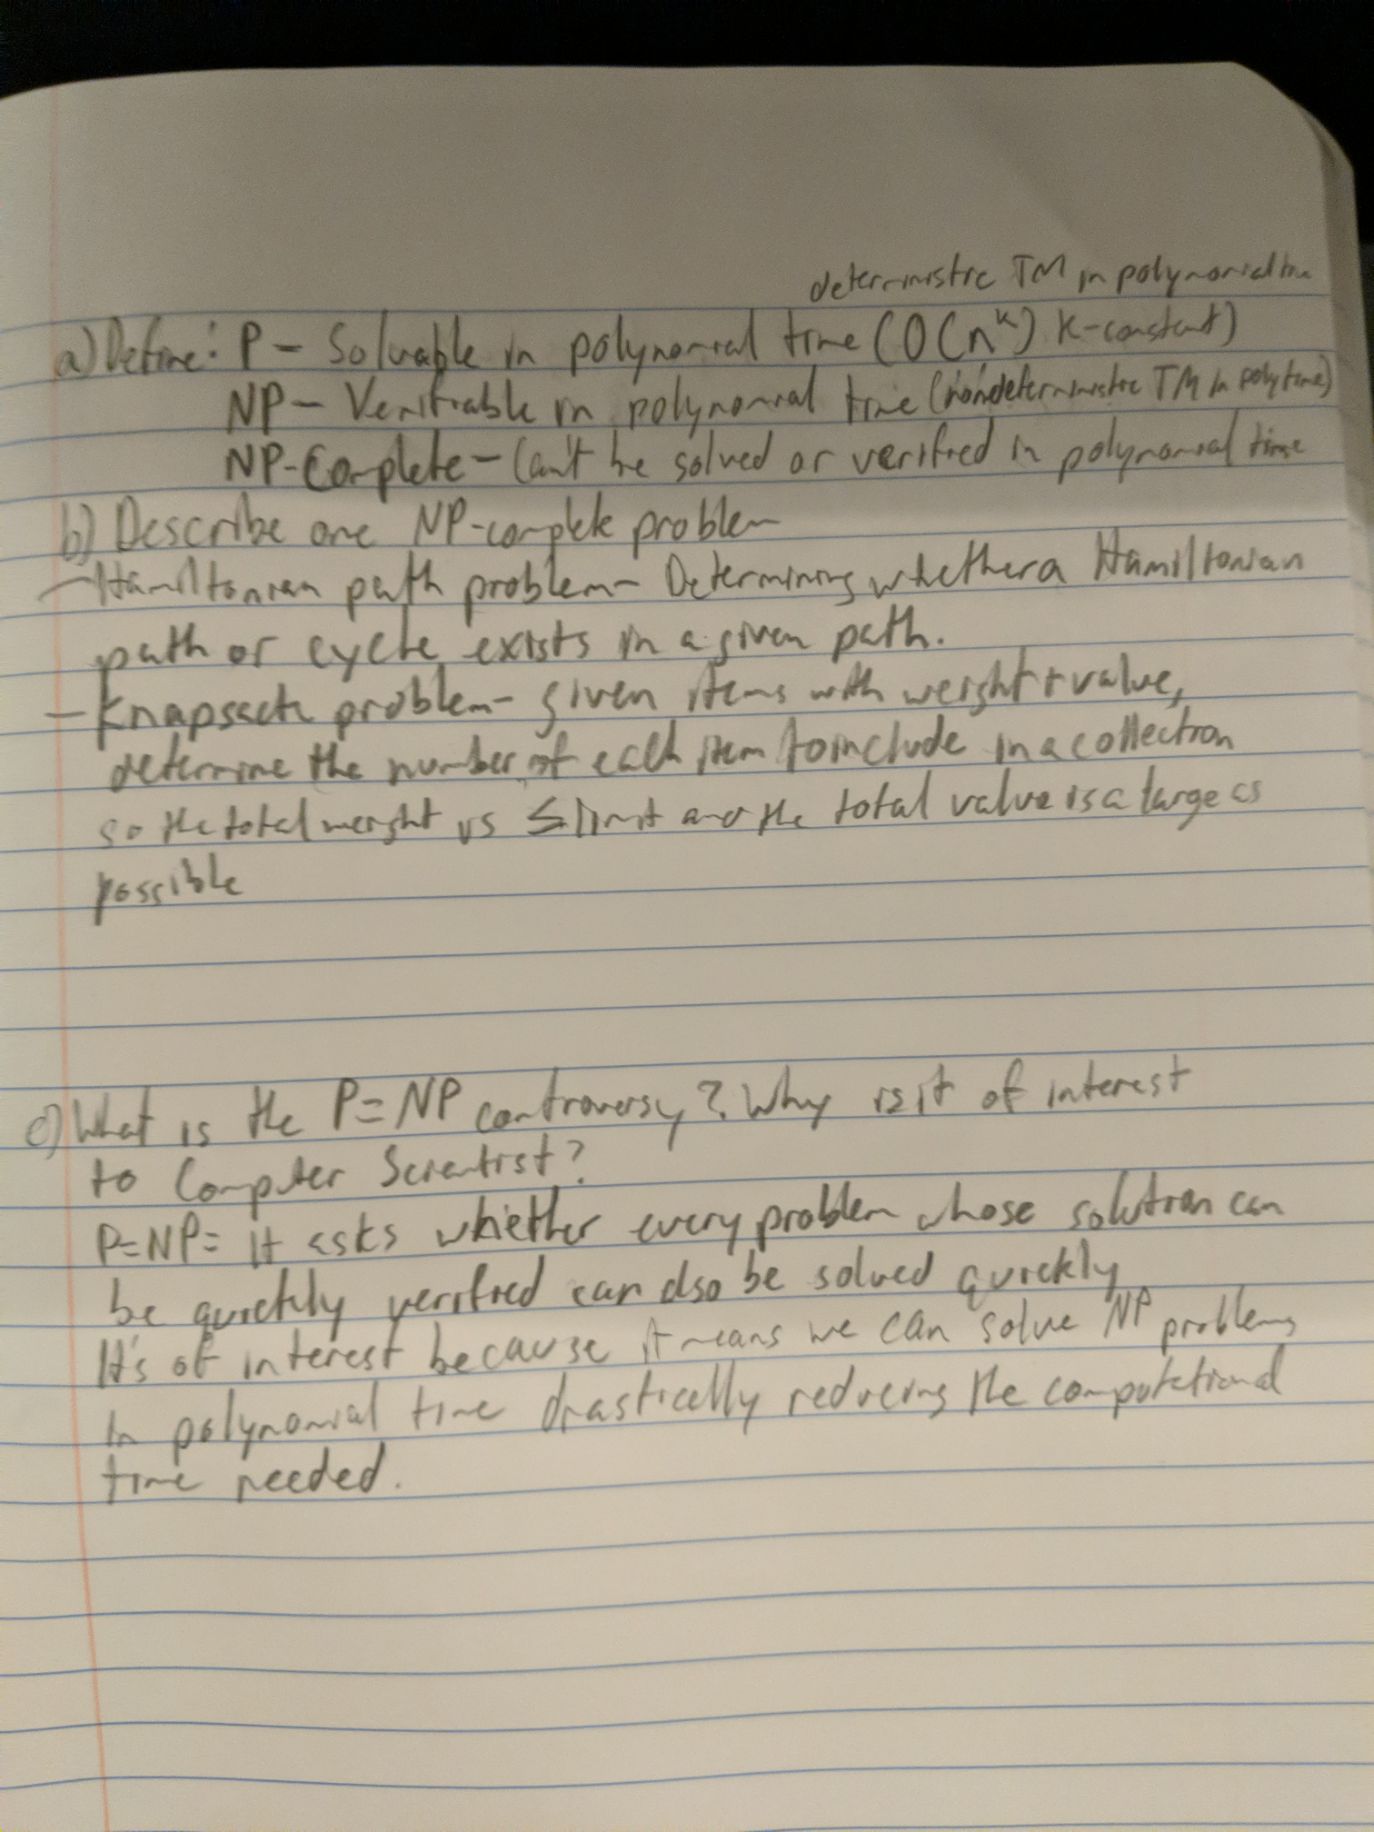 deterministic TM in polynomial time
a) Define: P - Solvable in polynomial time (O(n^k) K-constant)
NP - Verifiable in polynomial time (nondeterministic TM in poly time)
NP-Complete - Can't be solved or verified in polynomial time
b) Describe one NP-complete problem
- Hamiltonian path problem - Determining whether a Hamiltonian
path or cycle exists in a given path.
- Knapsack problem - given items with weight + value,
determine the number of each item to include in a collection
so the total weight is ≤ limit and the total value is a large as
possible
c) What is the P=NP controversy? Why is it of interest
to Computer Scientist?
P=NP= It asks whether every problem whose solution can
be quickly verified can also be solved quickly
It's of interest because it means we can solve NP problems
in polynomial time drastically reducing the computational
time needed.